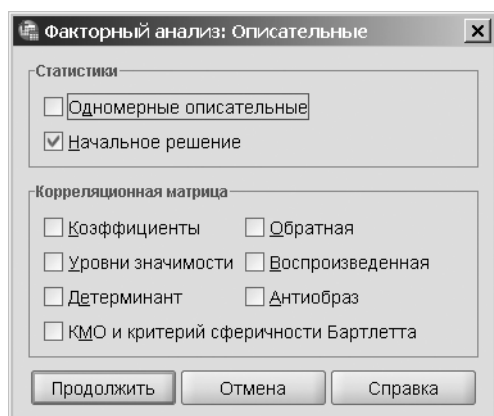 Факторный анализ: Описательные
Статистики
Одномерные описательные
Начальное решение
Корреляционная матрица
Коэффициенты Обратная
Уровни значимости Воспроизведенная
Детерминант Антиобраз
КМО и критерий сферичности Бартлетта
Продолжить Отмена Справка